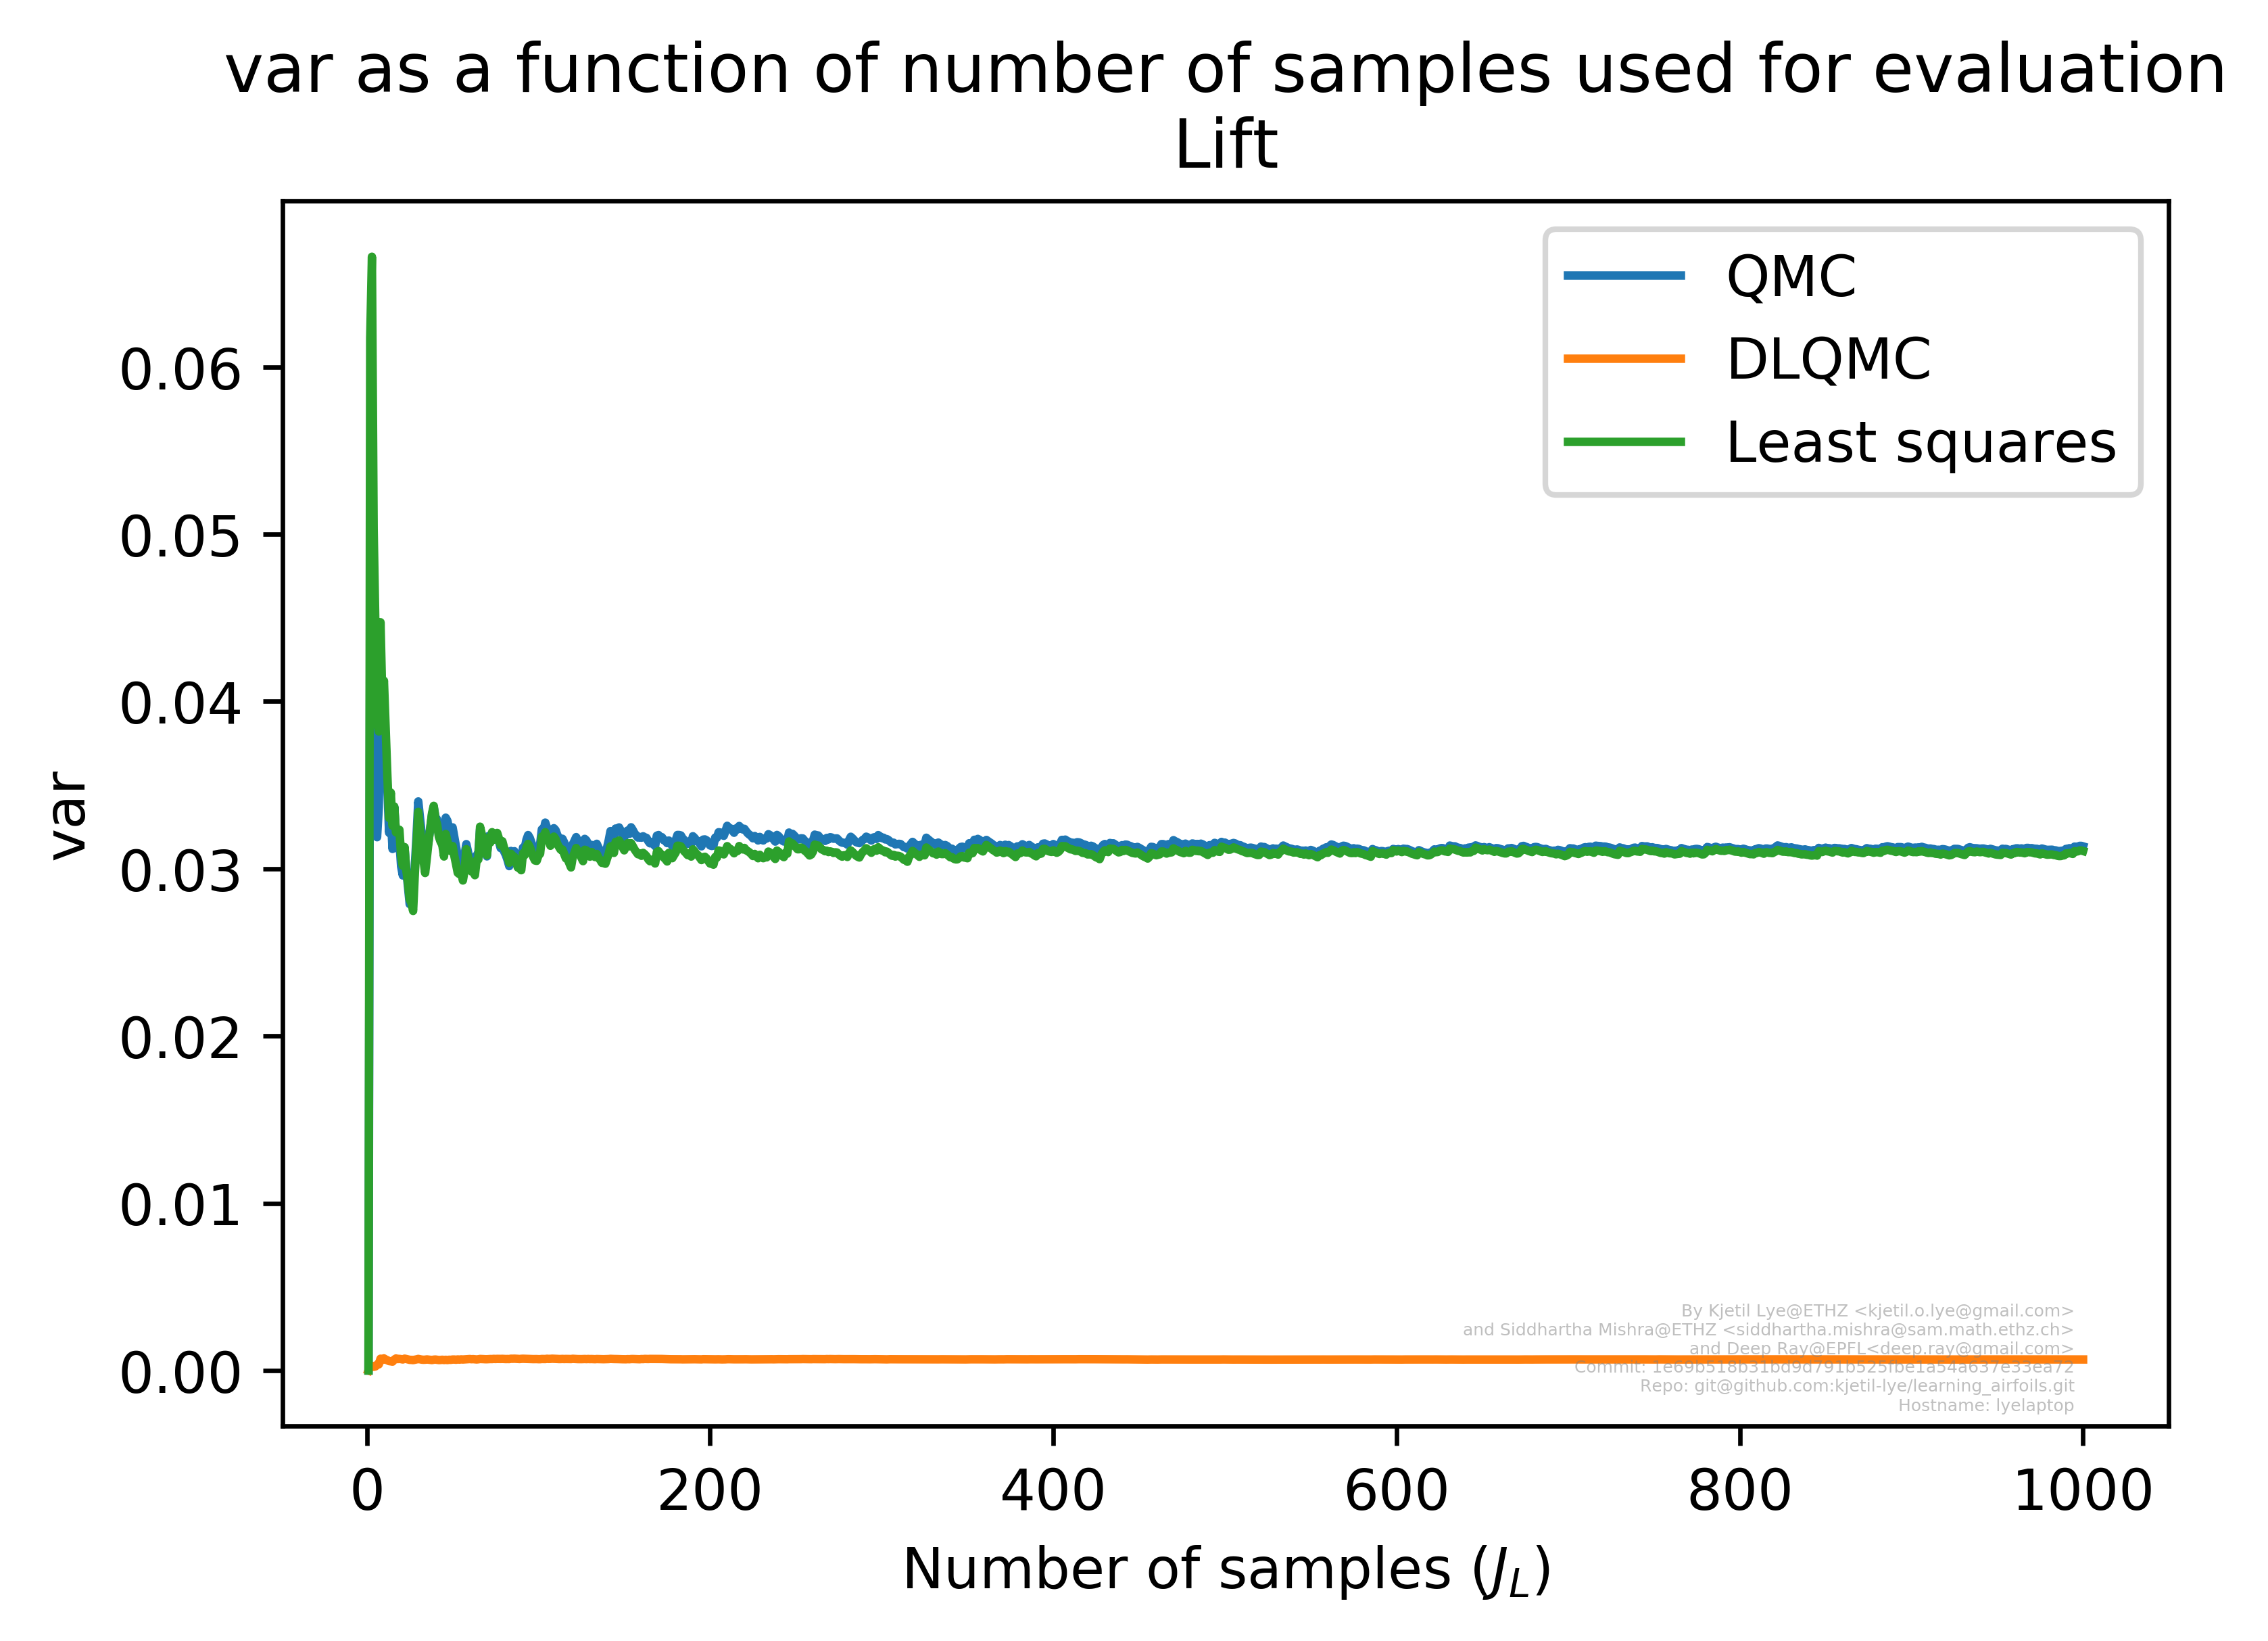 var as a function of number of samples used for evaluation
Lift
QMC
DLQMC
Least squares
0.06
0.05
0.04
0.03
0.02
0.01
0.00
var
By Kjetil Lye@ETHZ <kjetil.o.lye@gmail.com>
and Siddhartha Mishra@ETHZ <siddhartha.mishra@sam.math.ethz.ch>
and Deep Ray@EPFL<deep.ray@gmail.com>
Commit: 1e69b518b31bd9d791b525fbe1a54a637e33ea72
Repo: git@github.com:kjetil-lye/learning_airfoils.git
Hostname: lyelaptop
0 200 400 600 800 1000
Number of samples (J_L)